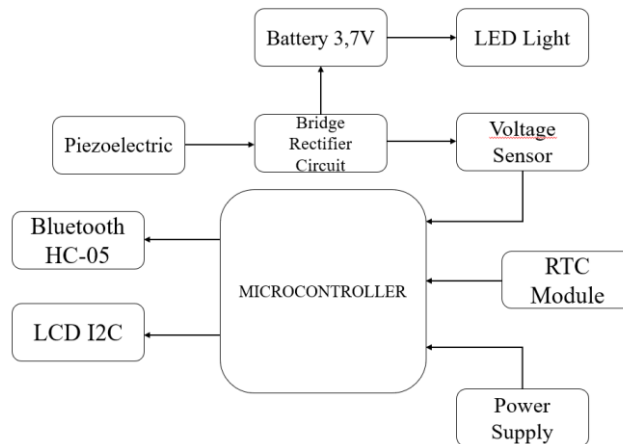 Battery 3,7V
LED Light
Piezoelectric
Bridge
Rectifier
Circuit
Voltage
Sensor
Bluetooth
HC-05
MICROCONTROLLER
RTC
Module
LCD I2C
Power
Supply